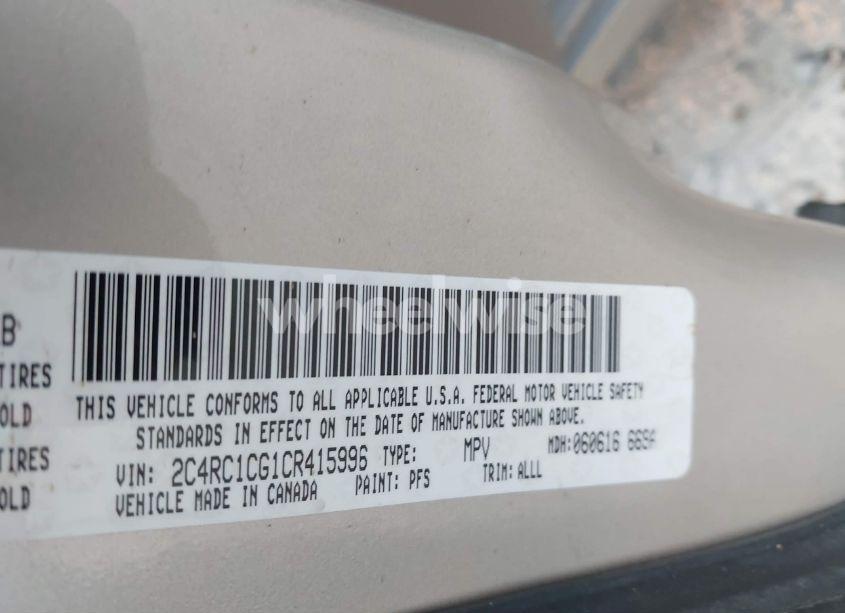 B
TIRES
OLD
TIRES
OLD
wheelwise
THIS VEHICLE CONFORMS TO ALL APPLICABLE U.S.A. FEDERAL MOTOR VEHICLE SAFETY
STANDARDS IN EFFECT ON THE DATE OF MANUFACTURE SHOWN ABOVE.
VIN: 2C4RC1CG1CR415996 TYPE: MPV MDH: 060616 669A
VEHICLE MADE IN CANADA PAINT: PFS TRIM: ALLL